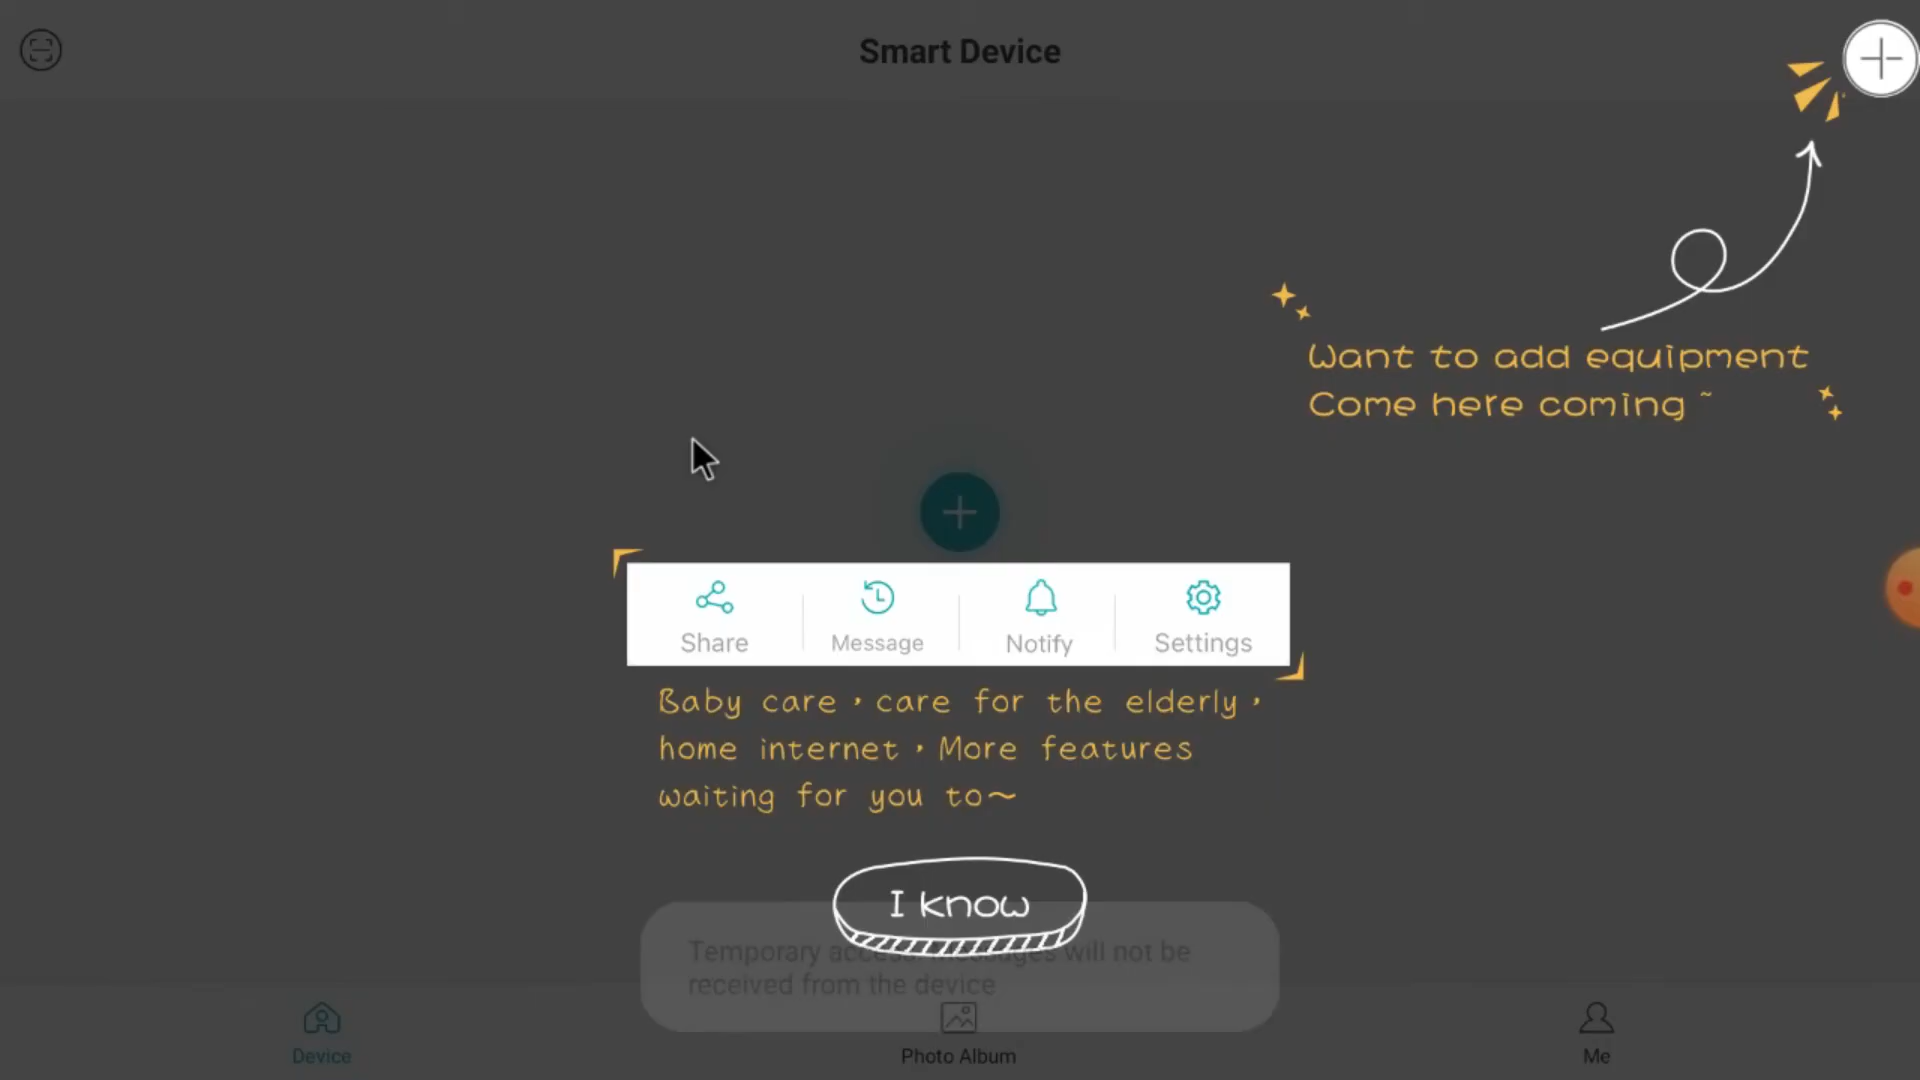 Smart Device
Want to add equipment
Come here coming ~
Share
Message
Notify
Settings
Baby care , care for the elderly ,
home internet , More features
waiting for you to~
I know
Temporary access. Messages will not be
received from the device
Device
Photo Album
Me